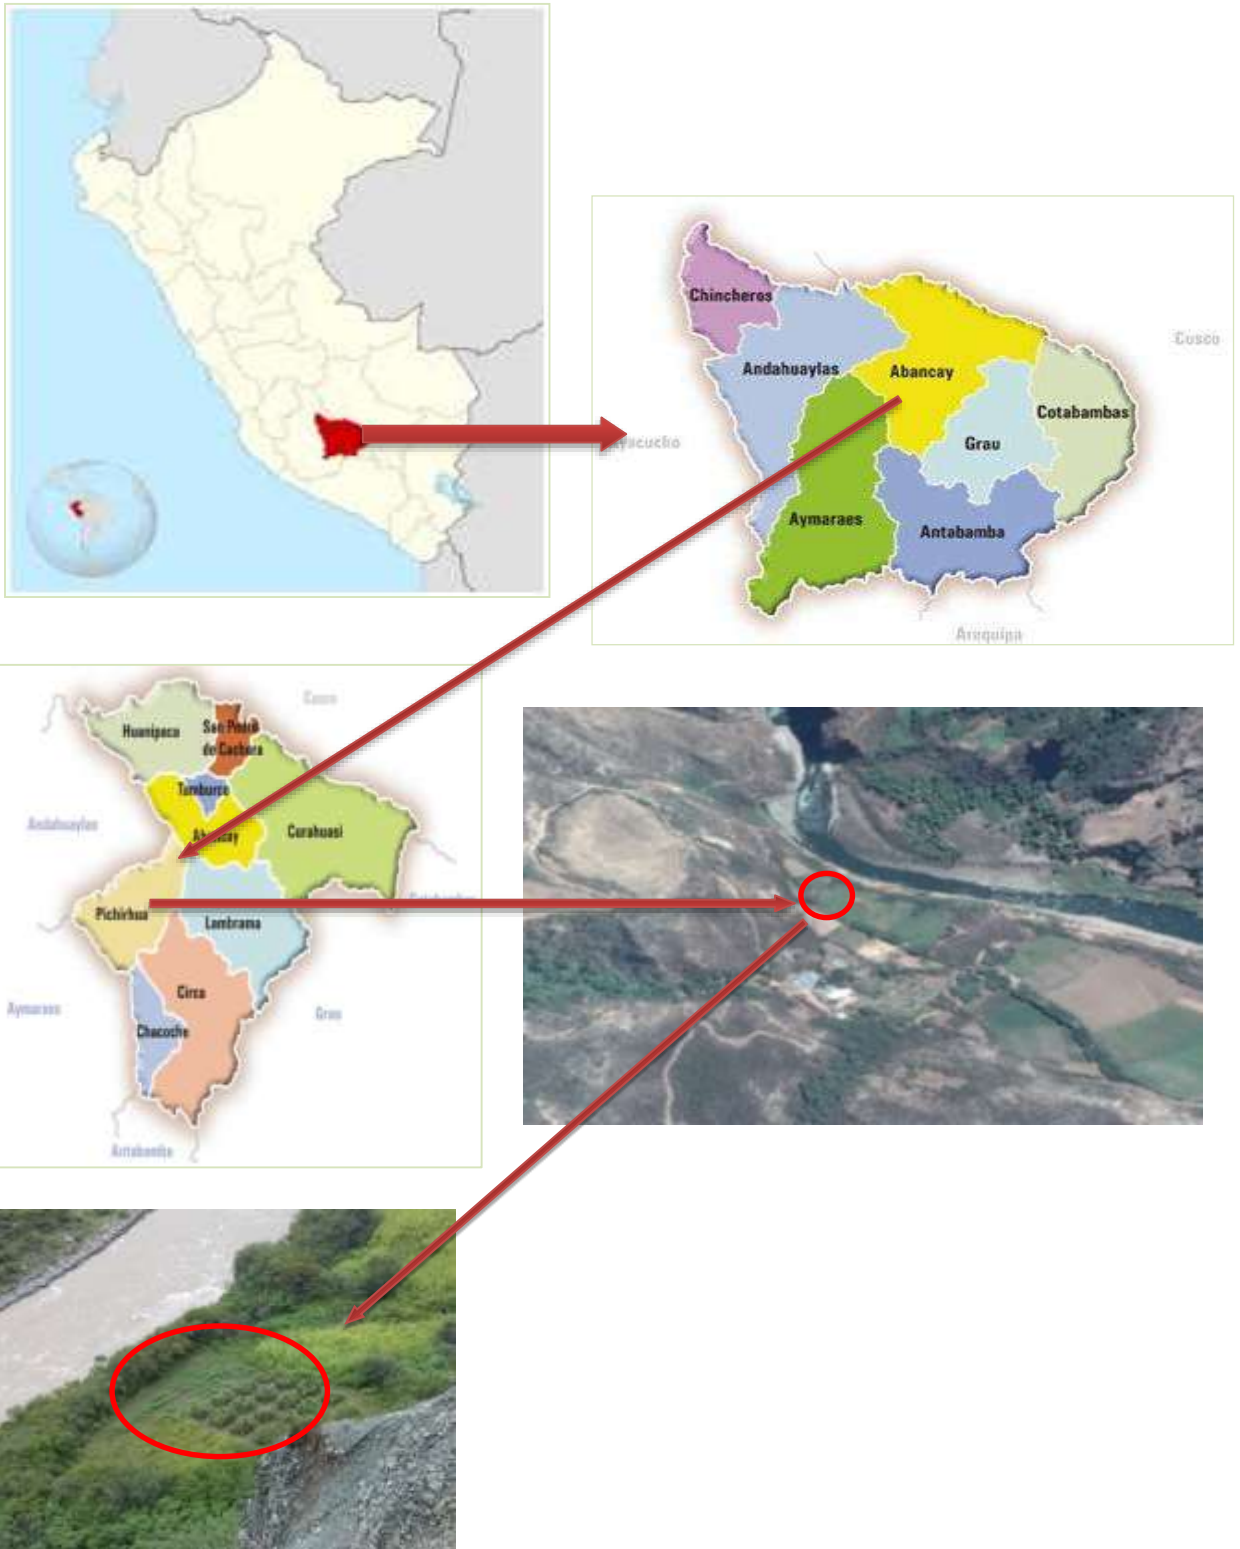 Chincheros
Cusco
Andahuaylas
Abancay
Cotabambas
Grau
Aymaraes
Antabamba
Arequipa
Cusco
Huanipaca
San Pedro
de Cachora
Tamburco
Andahuaylas
Abancay
Curahuasi
Pichirhua
Lambrama
Circa
Aymaraes
Grau
Chacoche
Antabamba